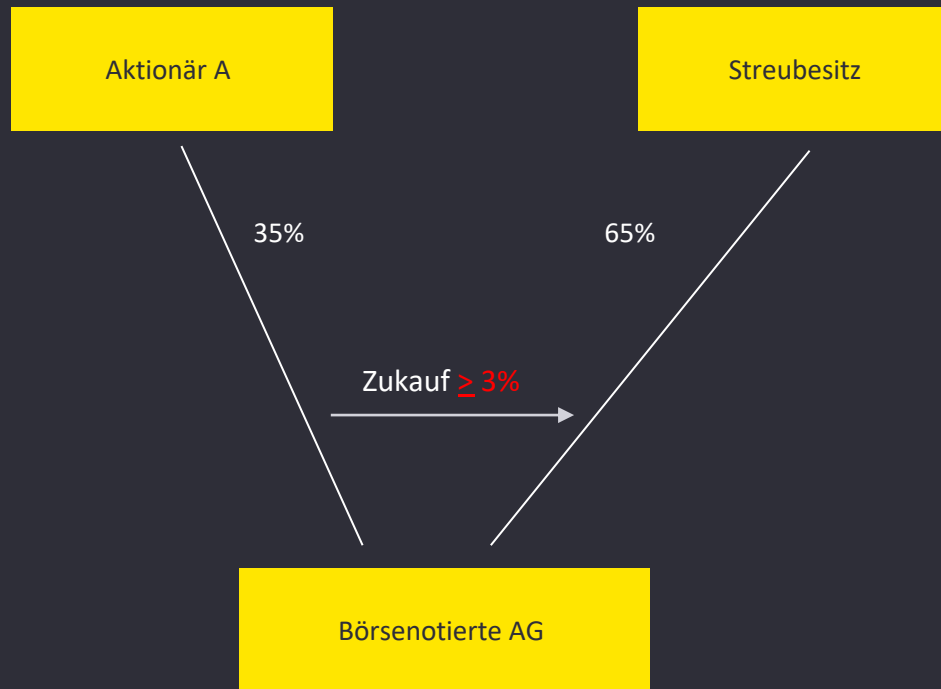 Aktionär A
Streubesitz
35%
65%
Zukauf ≥ 3%
Börsenotierte AG